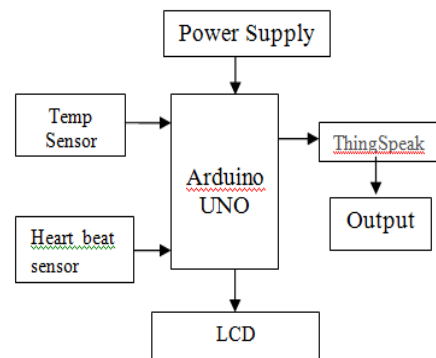 Power Supply
Temp
Sensor
Arduino
UNO
ThingSpeak
Output
Heart beat
sensor
LCD